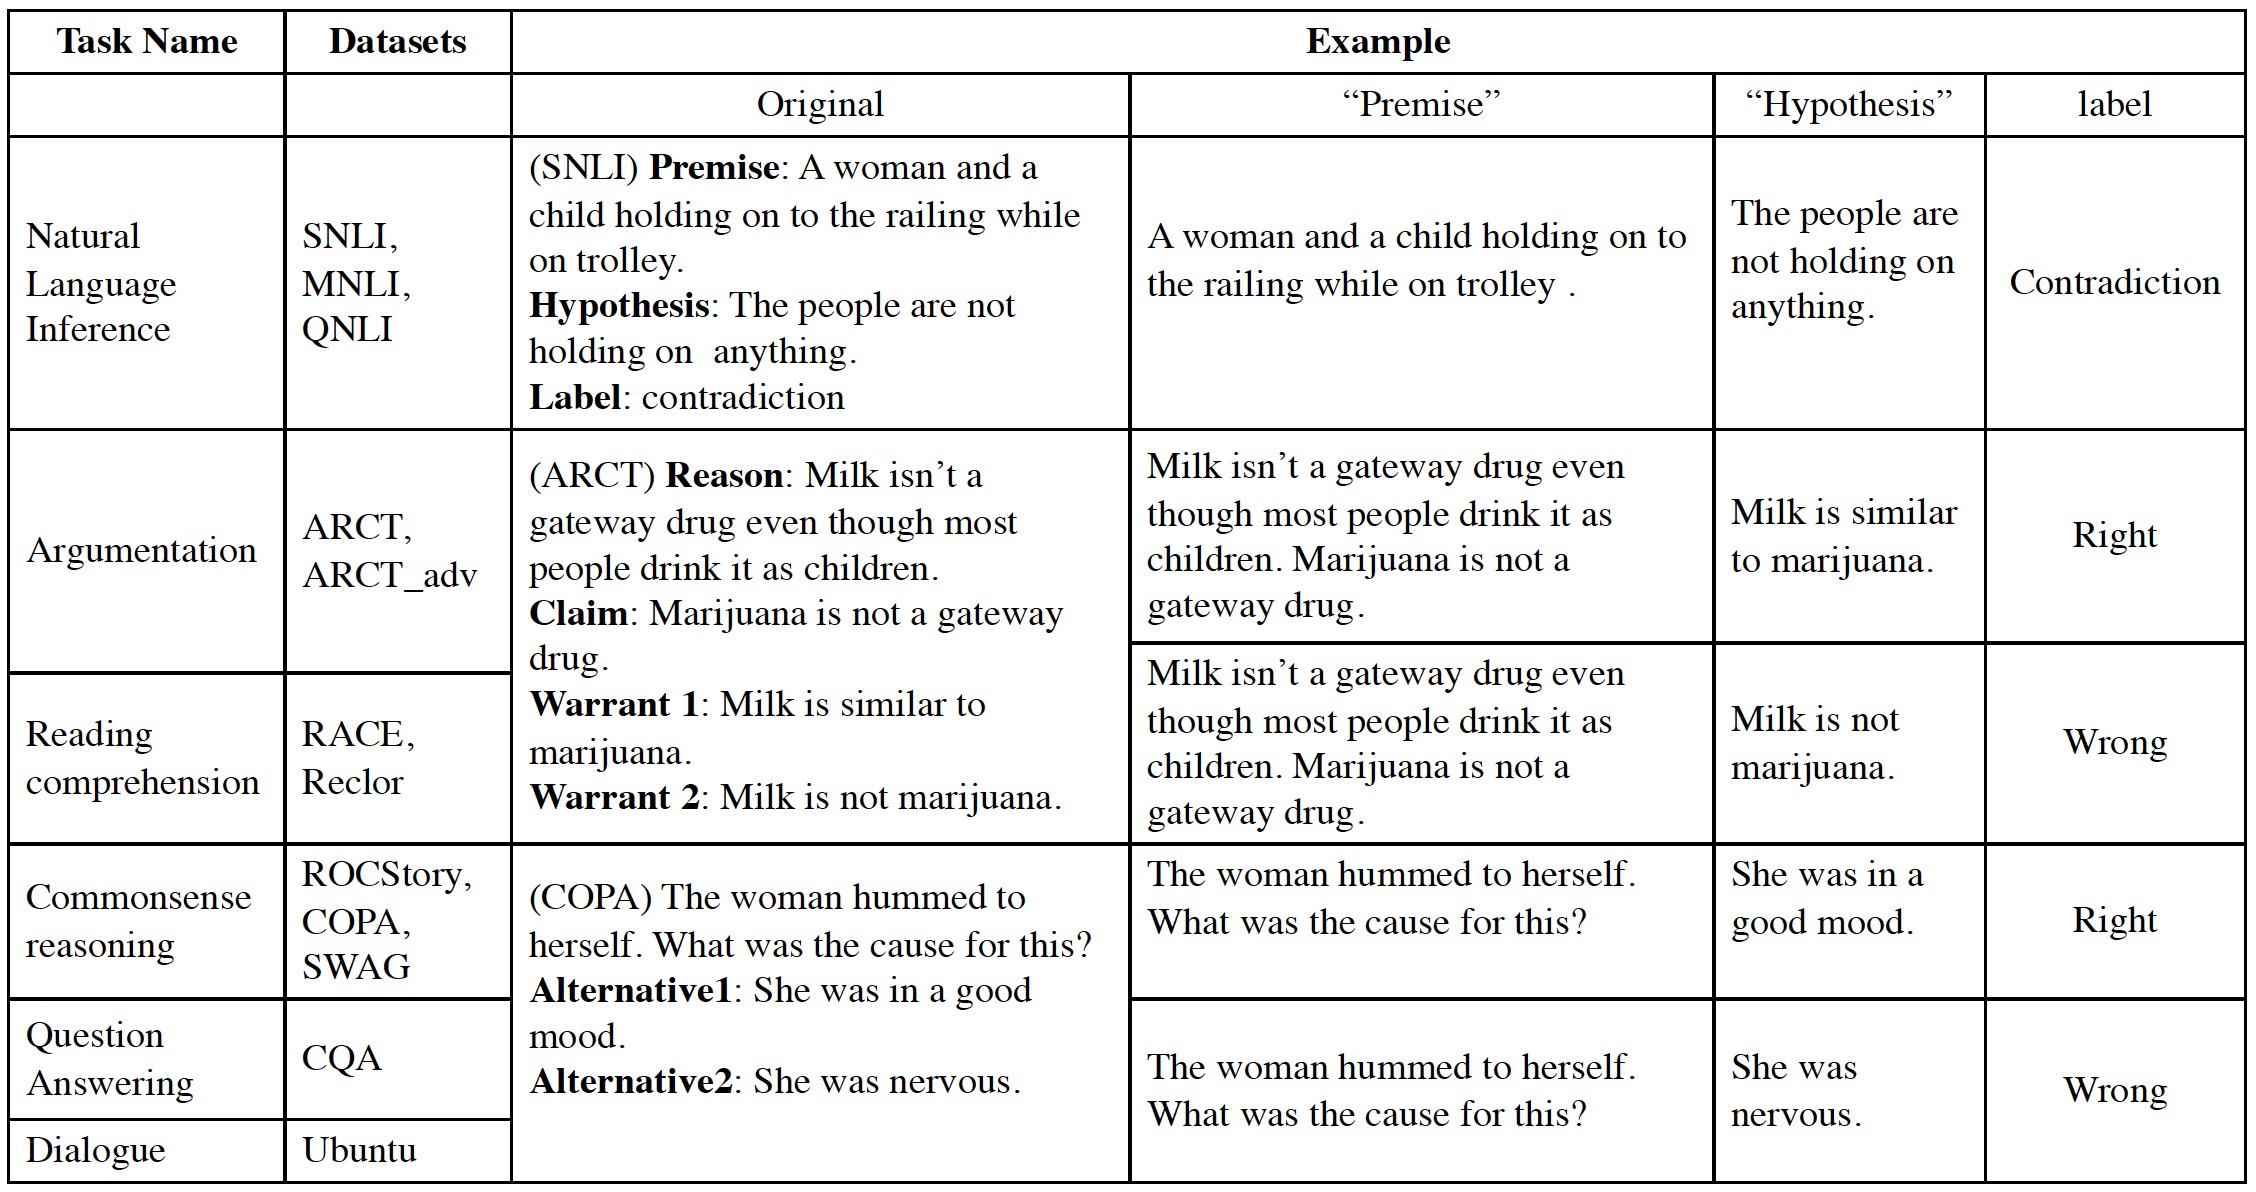 Task Name
Datasets
Example
Original
“Premise”
“Hypothesis”
label
Natural
Language
Inference
SNLI,
MNLI,
QNLI
(SNLI) Premise: A woman and a
child holding on to the railing while
on trolley.
Hypothesis: The people are not
holding on  anything.
Label: contradiction
A woman and a child holding on to
the railing while on trolley .
The people are
not holding on
anything.
Contradiction
Argumentation
ARCT,
ARCT_adv
(ARCT) Reason: Milk isn’t a
gateway drug even though most
people drink it as children.
Claim: Marijuana is not a gateway
drug.
Warrant 1: Milk is similar to
marijuana.
Warrant 2: Milk is not marijuana.
Milk isn’t a gateway drug even
though most people drink it as
children. Marijuana is not a
gateway drug.
Milk is similar
to marijuana.
Right
Reading
comprehension
RACE,
Reclor
Milk isn’t a gateway drug even
though most people drink it as
children. Marijuana is not a
gateway drug.
Milk is not
marijuana.
Wrong
Commonsense
reasoning
ROCStory,
COPA,
SWAG
(COPA) The woman hummed to
herself. What was the cause for this?
Alternative1: She was in a good
mood.
Alternative2: She was nervous.
The woman hummed to herself.
What was the cause for this?
She was in a
good mood.
Right
Question
Answering
CQA
The woman hummed to herself.
What was the cause for this?
She was
nervous.
Wrong
Dialogue
Ubuntu